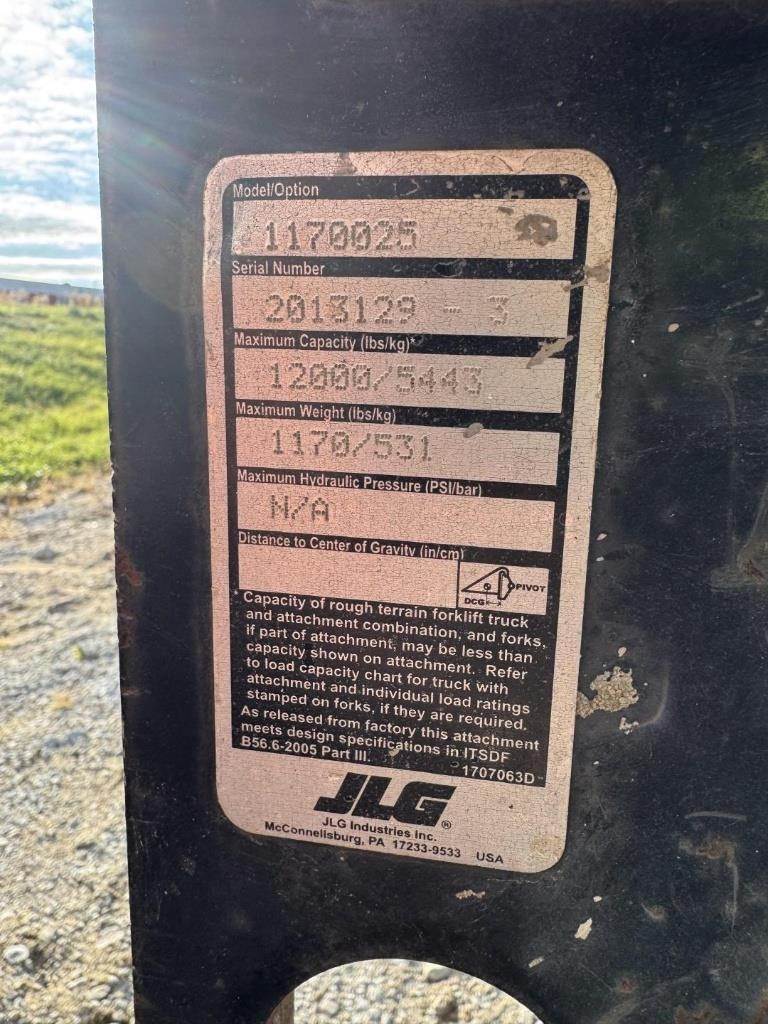 Model/Option
1170025
Serial Number
2013129 - 3
Maximum Capacity (lbs/kg)*
12000/5443
Maximum Weight (lbs/kg)
1170/531
Maximum Hydraulic Pressure (PSI/bar)
N/A
Distance to Center of Gravity (in/cm)
PIVOT
DCG
*Capacity of rough terrain forklift truck
and attachment combination, and forks,
if part of attachment, may be less than
capacity shown on attachment. Refer
to load capacity chart for truck with
attachment and individual load ratings
stamped on forks, if they are required.
As released from factory this attachment
meets design specifications in ITSDF
B56.6-2005 Part III.
1707063D
JLG®
JLG Industries Inc.
McConnellsburg, PA 17233-9533 USA